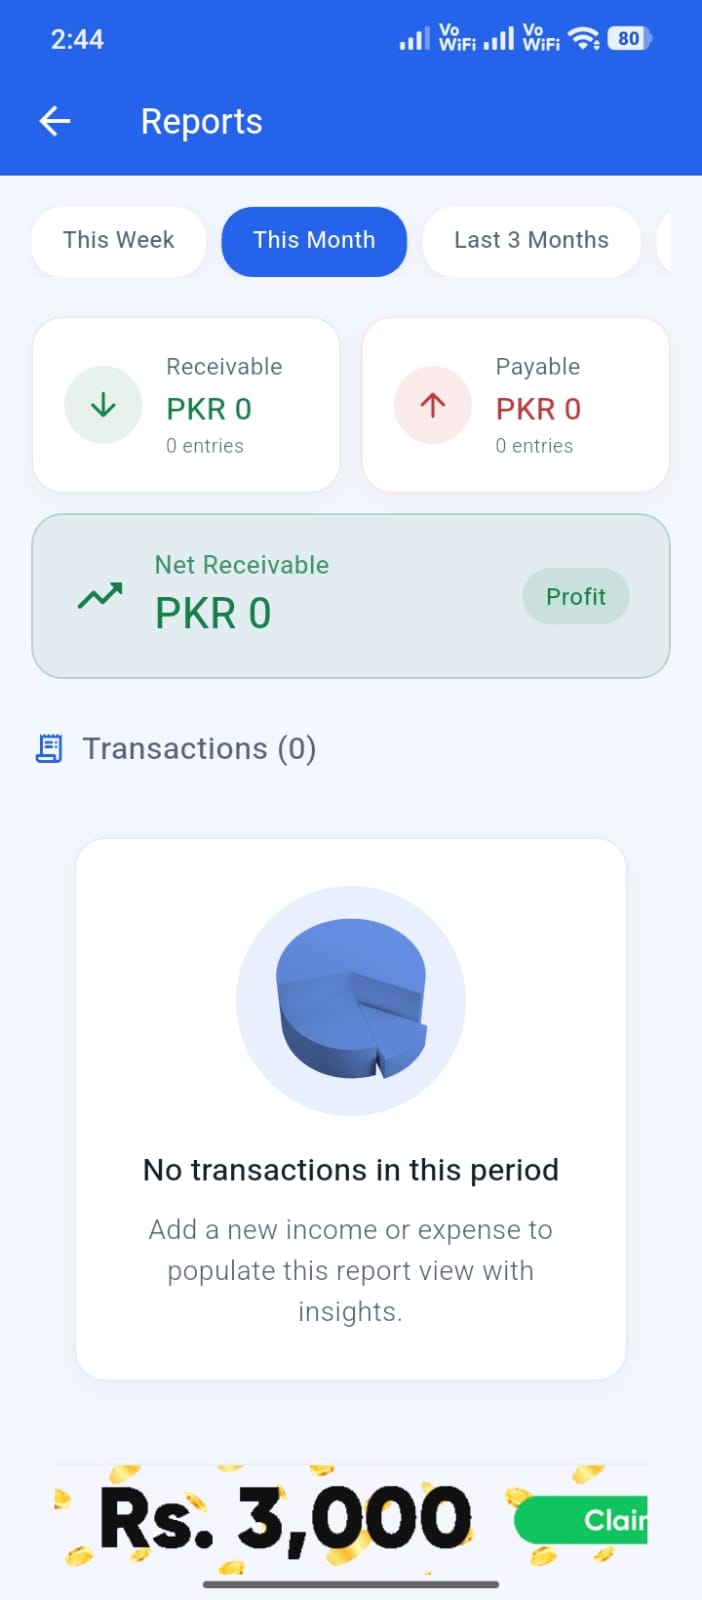 2:44 Vo WiFi Vo WiFi 80
Reports
This Week This Month Last 3 Months
Receivable
PKR 0
0 entries
Payable
PKR 0
0 entries
Net Receivable
PKR 0
Profit
Transactions (0)
No transactions in this period
Add a new income or expense to
populate this report view with
insights.
Rs. 3,000